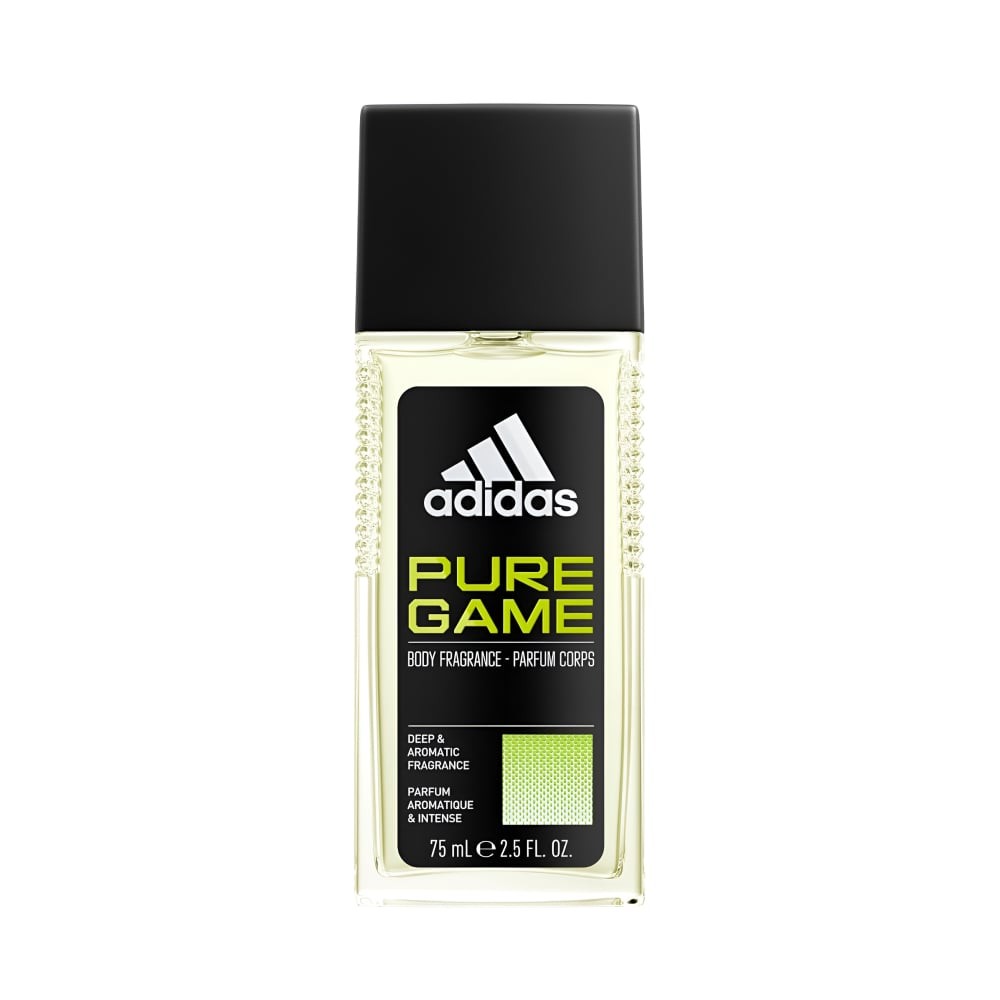 adidas
PURE
GAME
BODY FRAGRANCE - PARFUM CORPS
DEEP &
AROMATIC
FRAGRANCE
PARFUM
AROMATIQUE
& INTENSE
75 mL ℮ 2.5 FL. OZ.